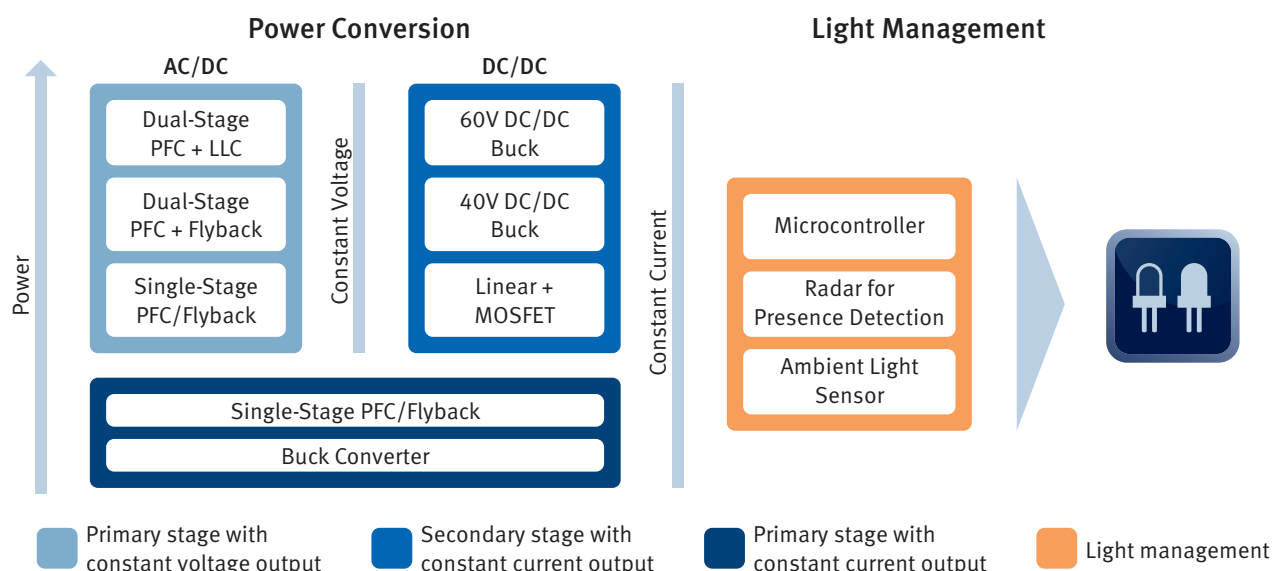 Power Conversion
Light Management
AC/DC
DC/DC
Power
Dual-Stage
PFC + LLC
Dual-Stage
PFC + Flyback
Single-Stage
PFC/Flyback
Constant Voltage
60V DC/DC
Buck
40V DC/DC
Buck
Linear +
MOSFET
Single-Stage PFC/Flyback
Buck Converter
Constant Current
Microcontroller
Radar for
Presence Detection
Ambient Light
Sensor
Primary stage with
constant voltage output
Secondary stage with
constant current output
Primary stage with
constant current output
Light management